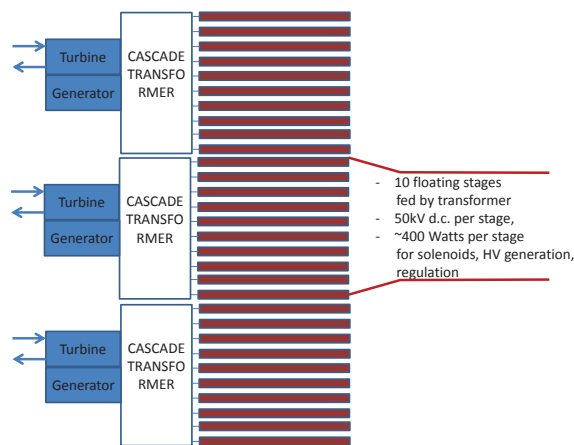 Turbine
Generator
CASCADE
TRANSFO
RMER
Turbine
Generator
CASCADE
TRANSFO
RMER
- 10 floating stages
fed by transformer
- 50kV d.c. per stage,
- ~400 Watts per stage
for solenoids, HV generation,
regulation
Turbine
Generator
CASCADE
TRANSFO
RMER